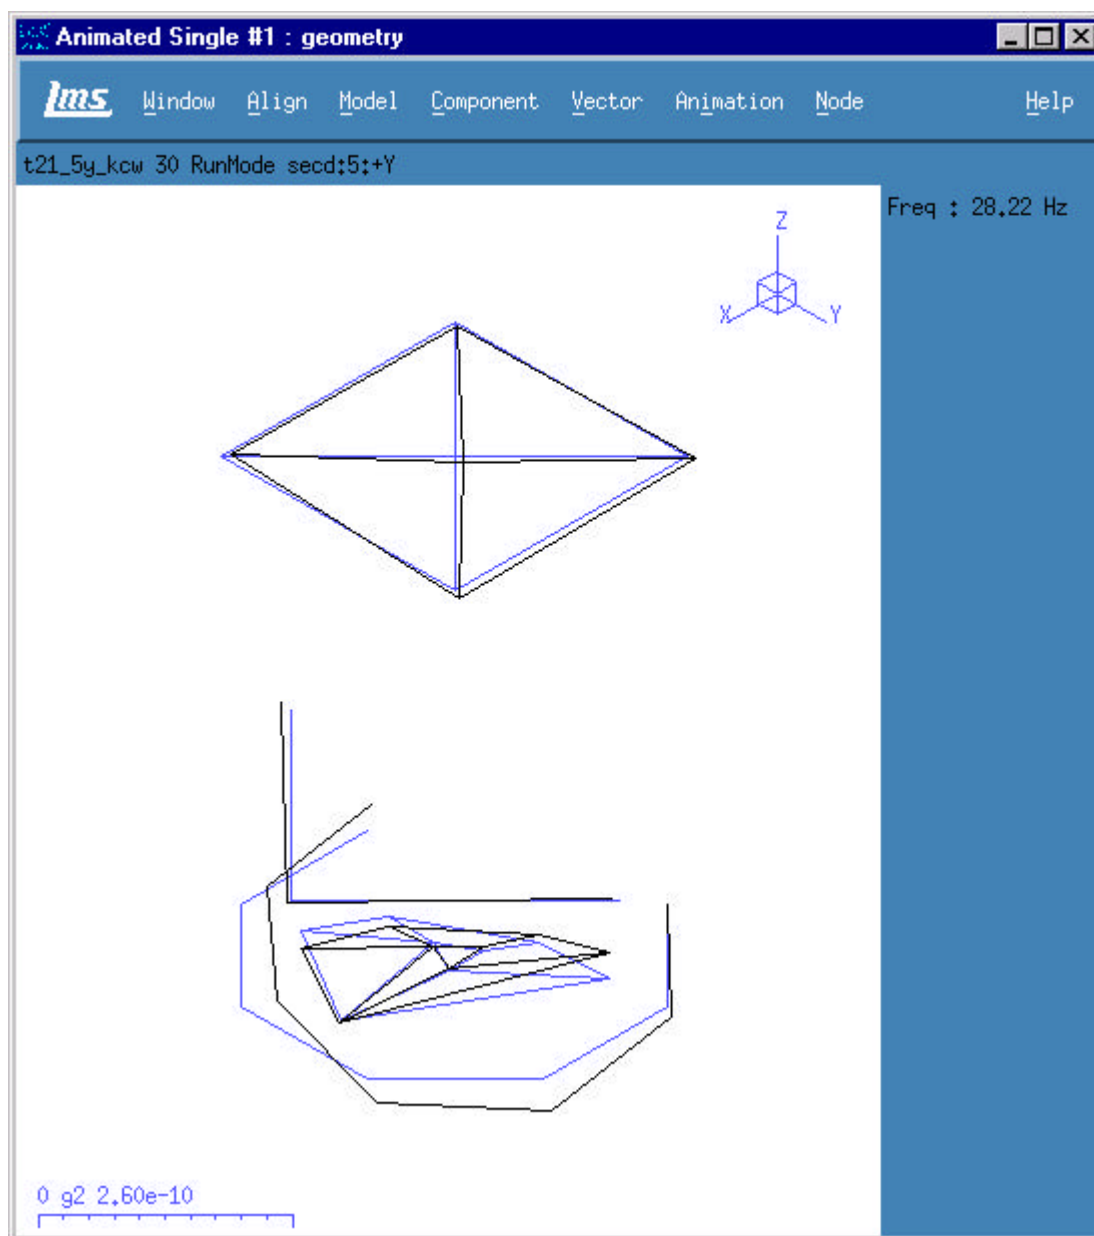 Animated Single #1 : geometry
lms Window Align Model Component Vector Animation Node Help
t21_5y_kcw 30 RunMode secd:5:+Y
Freq : 28.22 Hz
Z
X Y
0 g2 2.60e-10